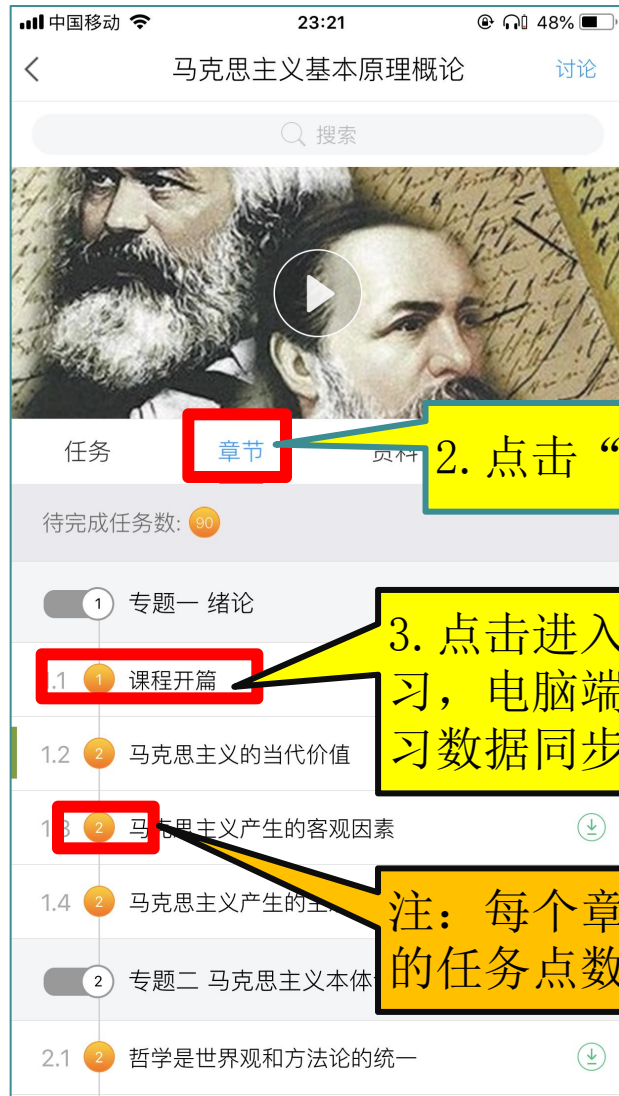 中国移动 23:21 48%
马克思主义基本原理概论 讨论
搜索
任务 章节 资料
2.点击“
待完成任务数: 90
1 专题一 绪论
3.点击进入
习，电脑端
习数据同步
.1 1 课程开篇
1.2 2 马克思主义的当代价值
1.3 2 马克思主义产生的客观因素
1.4 2 马克思主义产生的主
注：每个章
的任务点数
2 专题二 马克思主义本体
2.1 2 哲学是世界观和方法论的统一